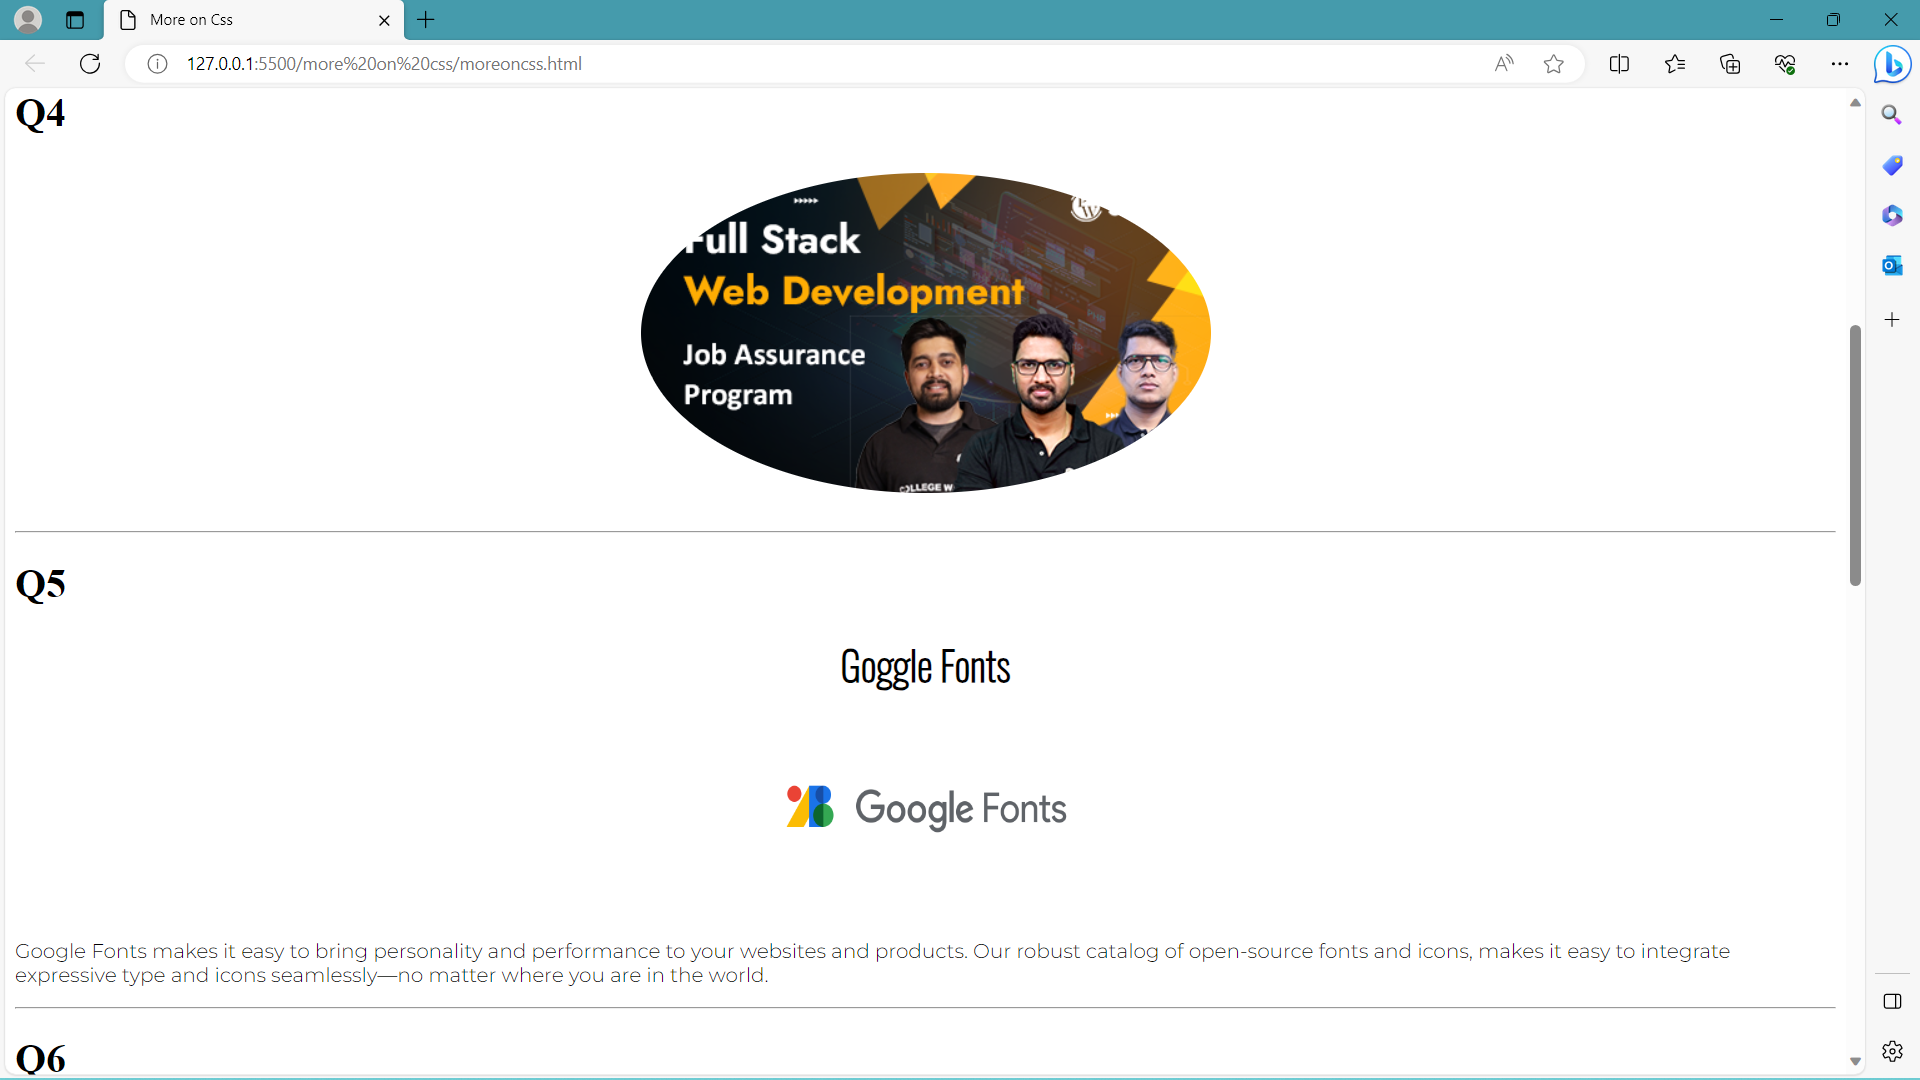 More on Css
127.0.0.1:5500/more%20on%20css/moreoncss.html
Q4
Full Stack
Web Development
Job Assurance
Program
Q5
Goggle Fonts
Google Fonts
Google Fonts makes it easy to bring personality and performance to your websites and products. Our robust catalog of open-source fonts and icons, makes it easy to integrate
expressive type and icons seamlessly—no matter where you are in the world.
Q6